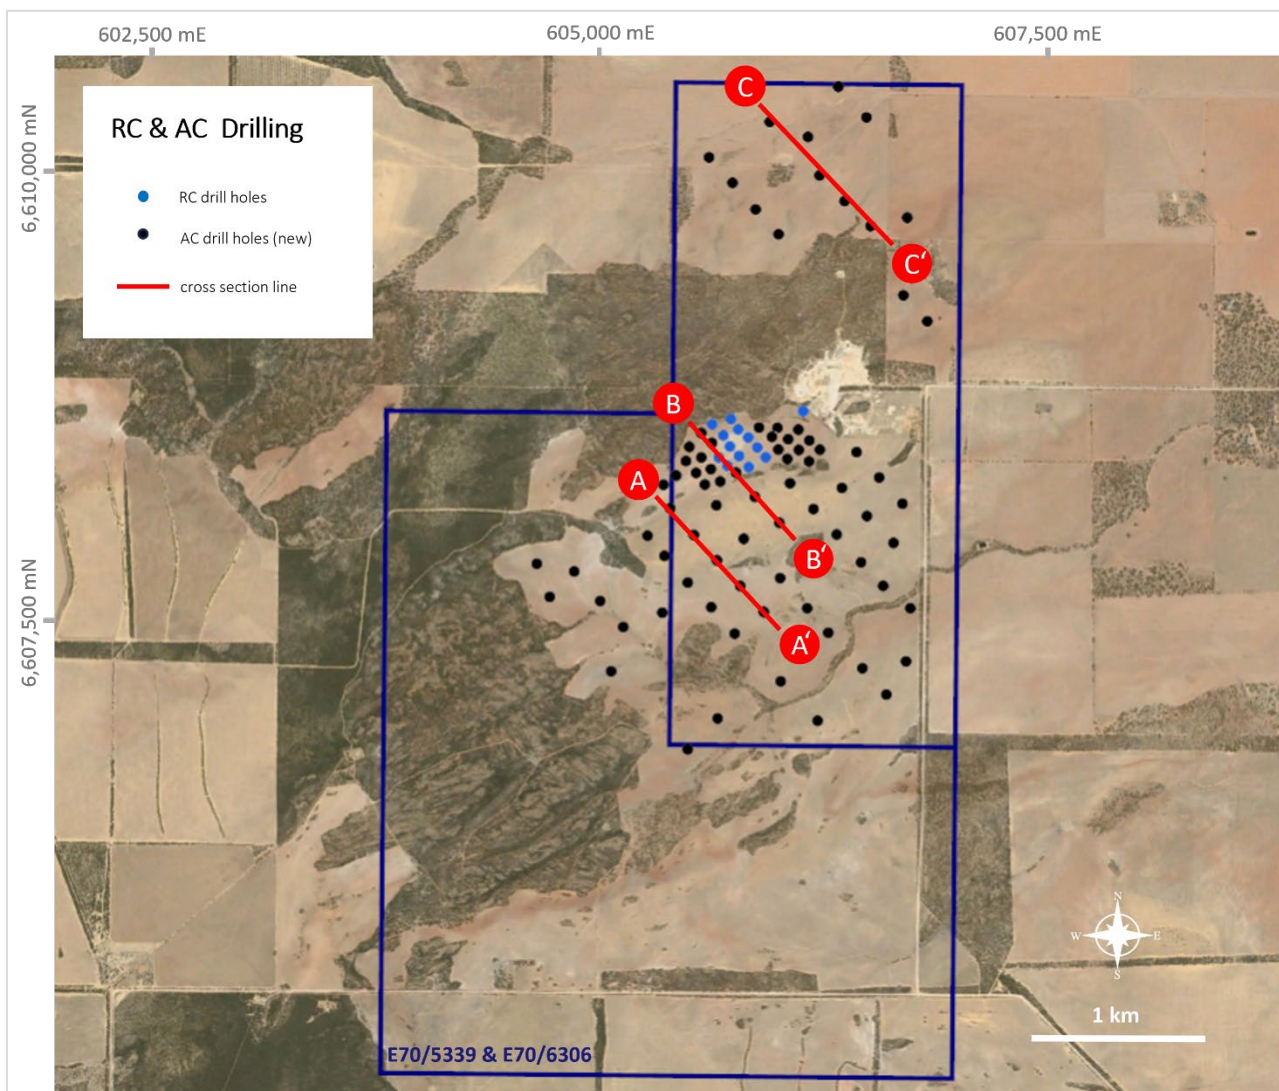 602,500 mE
605,000 mE
607,500 mE
6,610,000 mN
6,607,500 mN
RC & AC Drilling
RC drill holes
AC drill holes (new)
cross section line
C
C‘
B
B‘
A
A‘
N
W
E
S
1 km
E70/5339 & E70/6306